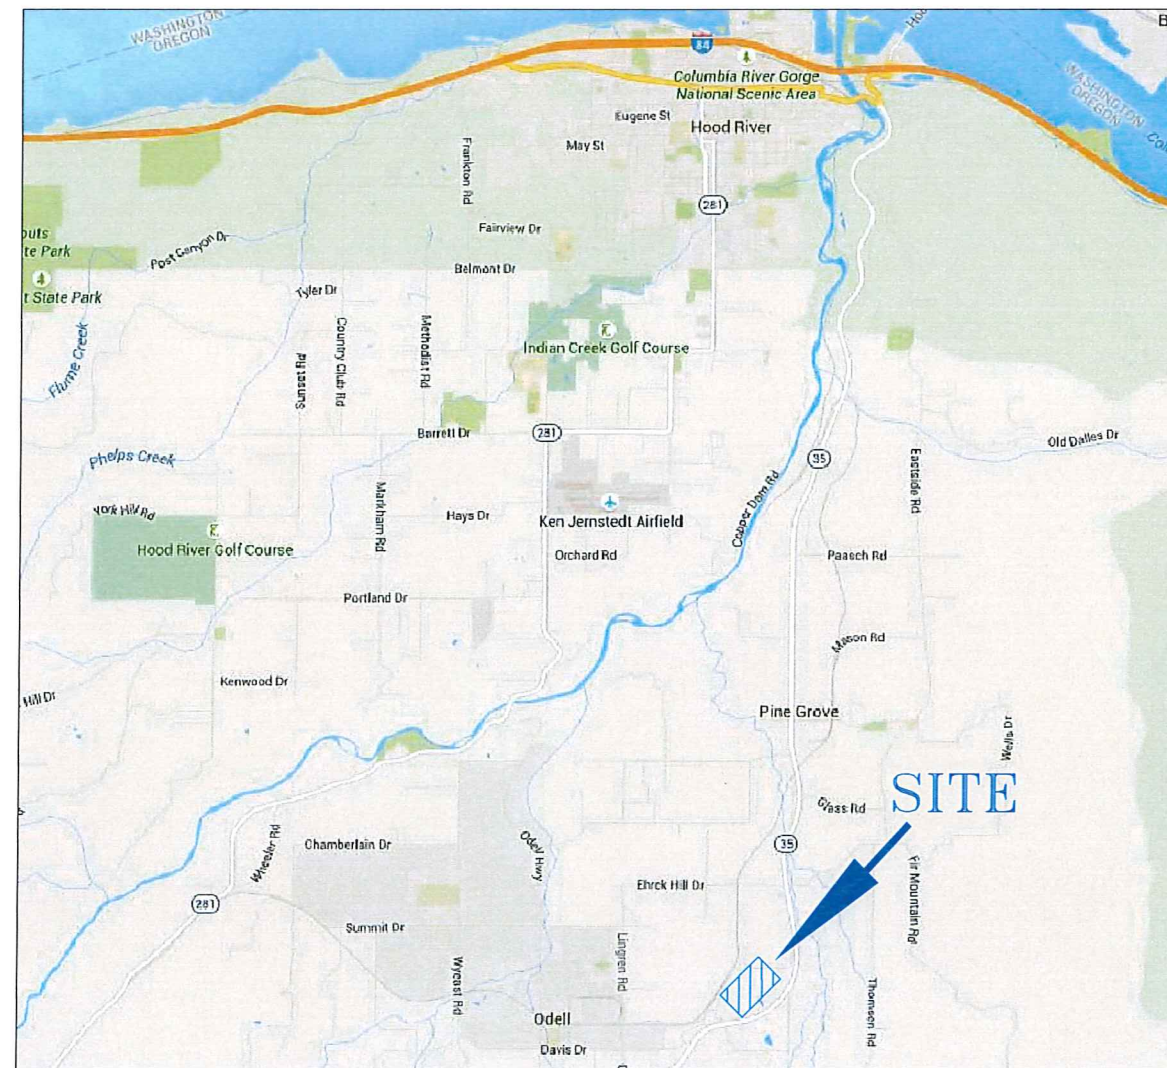 WASHINGTON
OREGON
84
Columbia River Gorge
National Scenic Area
WASHINGTON
OREGON
Eugene St
Hood River
May St
Frankton Rd
281
Fairview Dr
Post Canyon Dr
te Park
Belmont Dr
t State Park
Tyler Dr
Flume Creek
Sunset Rd
Country Club Rd
Methodist Rd
Indian Creek Golf Course
Barrett Dr
281
Old Dalles Dr
Phelps Creek
35
Eastside Rd
Markham Rd
Copper Dam Rd
York Hill Rd
Hays Dr
Ken Jernstedt Airfield
Hood River Golf Course
Orchard Rd
Paasch Rd
Portland Dr
Mason Rd
Kenwood Dr
Hill Dr
Pine Grove
Wells Dr
SITE
Glass Rd
Wheeler Rd
Chamberlain Dr
Odell Hwy
35
Ehrck Hill Dr
Fir Mountain Rd
281
Summit Dr
Lingren Rd
Wyeast Rd
Thomsen Rd
Odell
Davis Dr